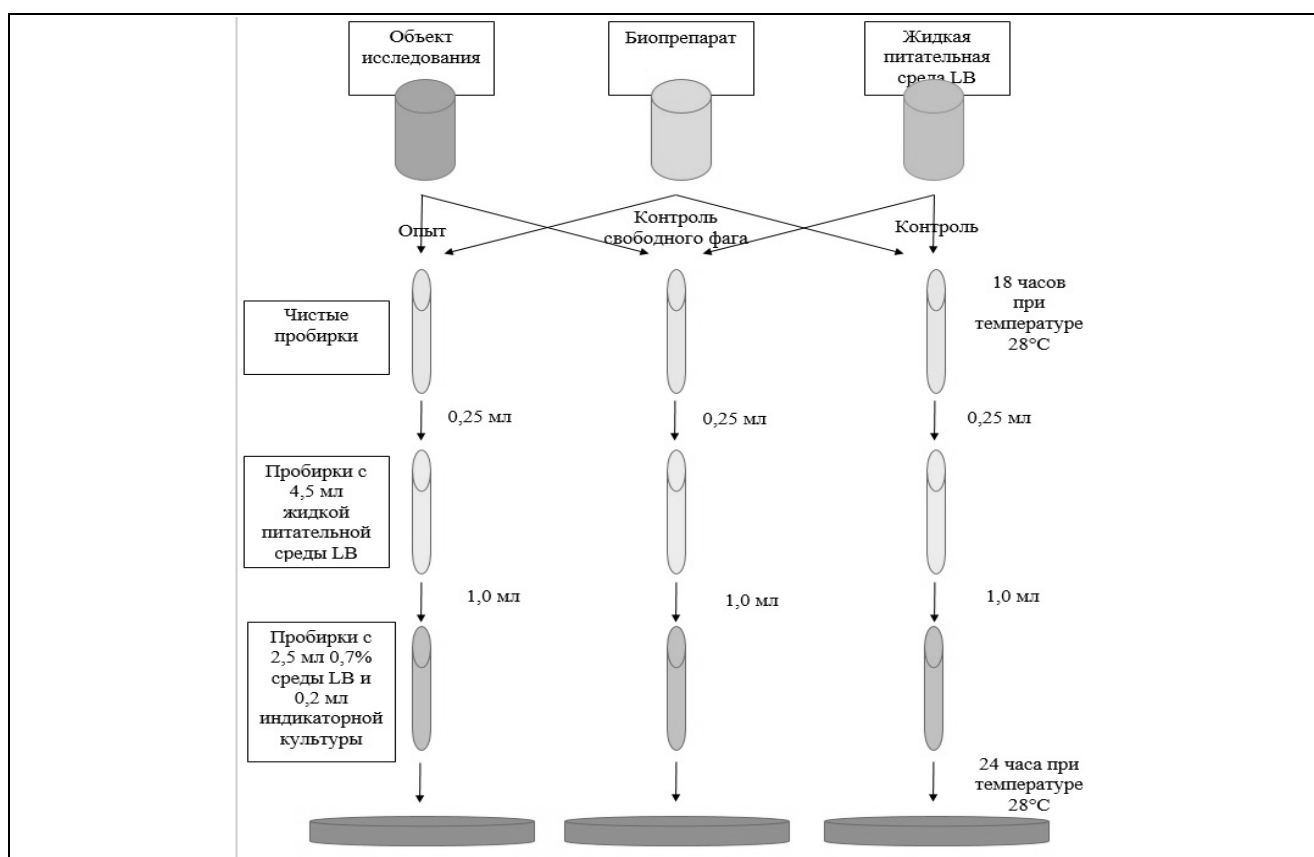 Объект
исследования
Биопрепарат
Жидкая
питательная
среда LB
Опыт
Контроль
свободного фага
Контроль
Чистые
пробирки
18 часов
при
температуре
28°C
0,25 мл
0,25 мл
0,25 мл
Пробирки с
4,5 мл
жидкой
питательной
среды LB
1,0 мл
1,0 мл
1,0 мл
Пробирки с
2,5 мл 0,7%
среды LB и
0,2 мл
индикаторной
культуры
24 часа при
температуре
28°C